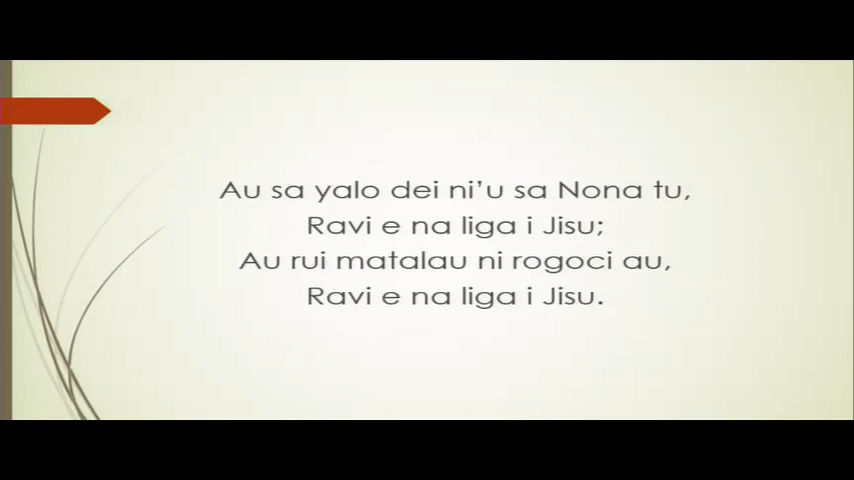 Au sa yalo dei ni'u sa Nona tu,
Ravi e na liga i Jisu;
Au rui matalau ni rogoci au,
Ravi e na liga i Jisu.